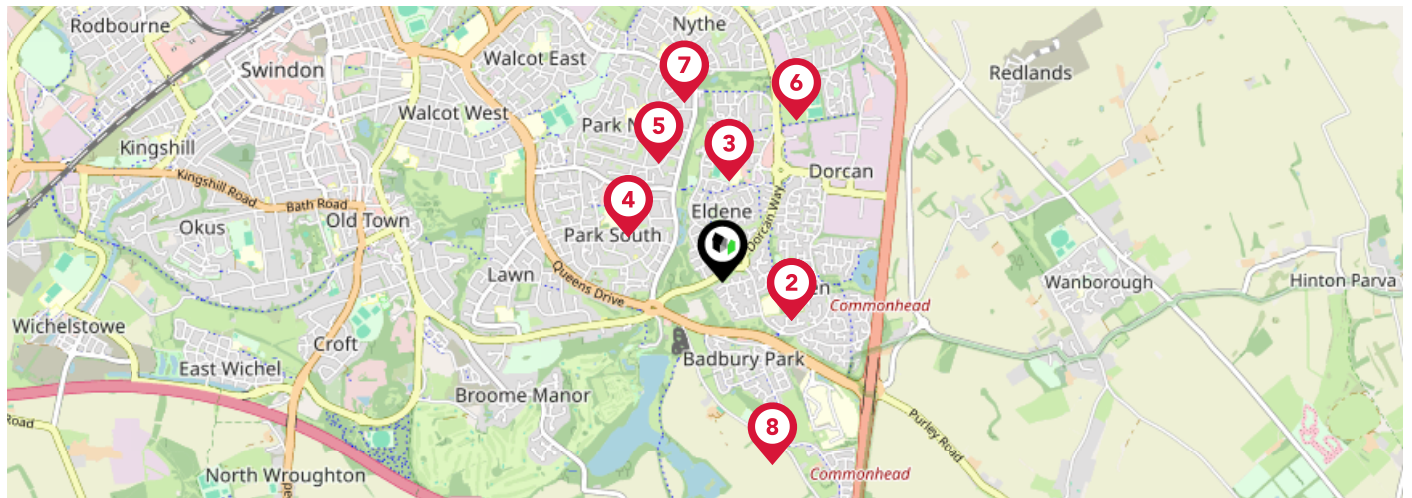 Rodbourne
Nythe
Walcot East
Swindon
7
Redlands
6
Walcot West
Park N
5
Kingshill
3
Dorcan
Kingshill Road
Bath Road
4
Old Town
Eldene
Okus
Park South
Dorcan Way
Lawn
Queens Drive
2
en
Wanborough
Hinton Parva
Commonhead
Wichelstowe
Croft
Badbury Park
East Wichel
Broome Manor
Road
8
Purley Road
North Wroughton
Commonhead